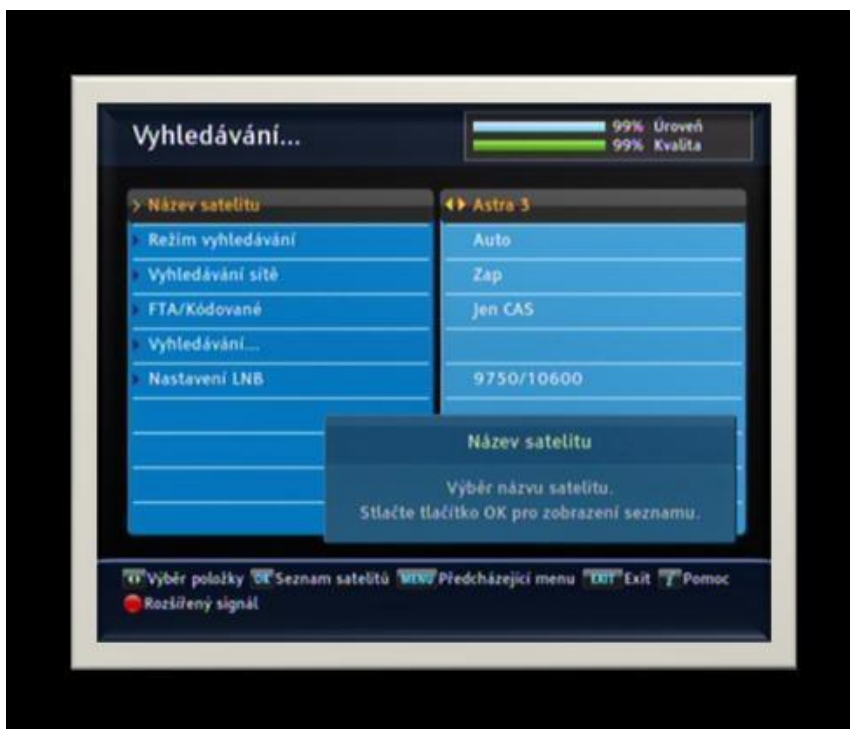 Vyhledávání...
99% Úroveň
99% Kvalita
> Název satelitu
Astra 3
Režim vyhledávání
Auto
Vyhledávání sítě
Zap
FTA/Kódované
Jen CAS
Vyhledávání...
Nastavení LNB
9750/10600
Název satelitu
Výběr názvu satelitu.
Stlačte tlačítko OK pro zobrazení seznamu.
Výběr položky OK Seznam satelitů MENU Předcházející menu EXIT Exit i Pomoc
Rozšířený signál